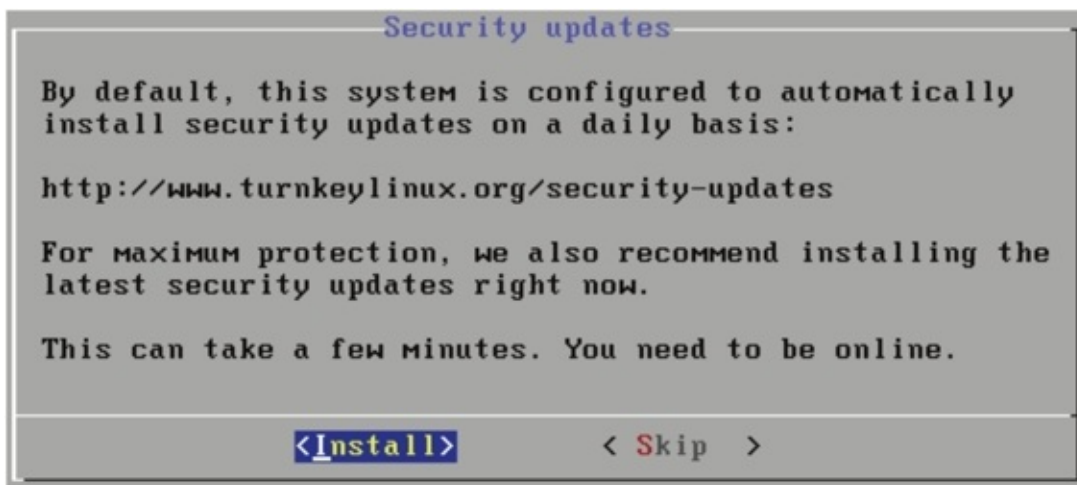 Security updates
By default, this system is configured to automatically
install security updates on a daily basis:
http://www.turnkeylinux.org/security-updates
For maximum protection, we also recommend installing the
latest security updates right now.
This can take a few minutes. You need to be online.
<Install> < Skip >